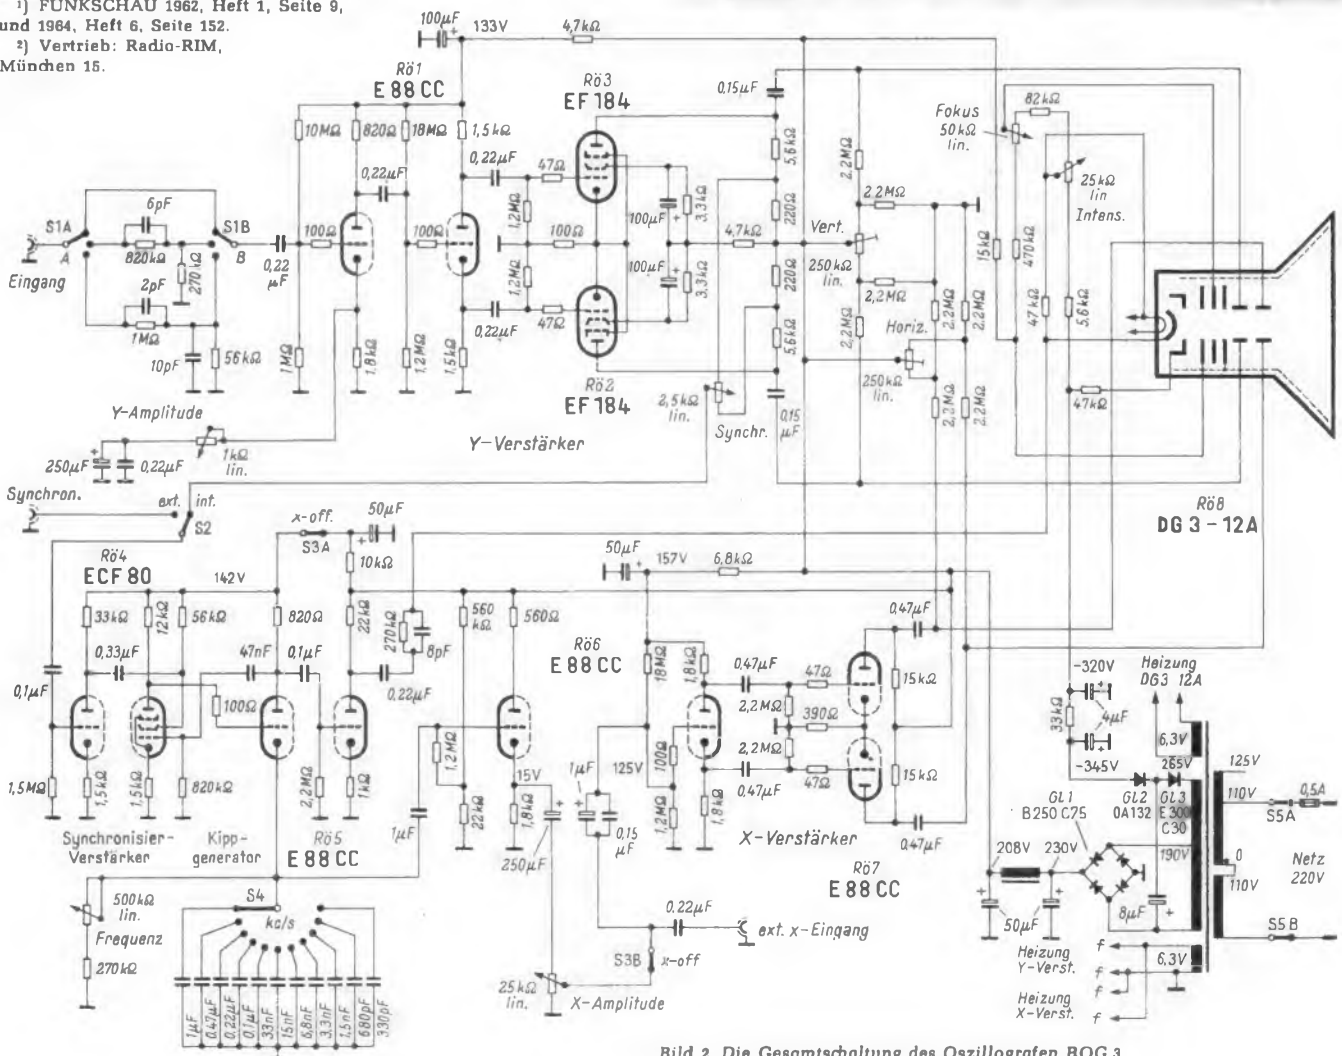 ¹) FUNKSCHAU 1962, Heft 1, Seite 9,
und 1964, Heft 6, Seite 152.
²) Vertrieb: Radio-RIM,
München 15.
100µF
+
133V
4,7kΩ
Rö1
E 88 CC
Rö3
EF 184
0,15µF
Fokus
50kΩ
lin.
82kΩ
10MΩ
820Ω
18MΩ
1,5kΩ
0,22µF
0,22µF
47Ω
5,6kΩ
2,2MΩ
2,2MΩ
25kΩ
lin
Intens.
6pF
S1A
S1B
A
B
820kΩ
270kΩ
Eingang
0,22
µF
100Ω
100Ω
1,2MΩ
100Ω
100µF
+
3,3kΩ
4,7kΩ
220Ω
Vert.
250kΩ
lin.
15kΩ
470kΩ
2pF
1MΩ
10pF
56kΩ
1MΩ
1,8kΩ
1,2MΩ
1,5kΩ
0,22µF
1,2MΩ
47Ω
100µF
+
3,3kΩ
220Ω
5,6kΩ
2,2MΩ
2,2MΩ
Horiz.
250kΩ
lin.
2,2MΩ
2,2MΩ
2,2MΩ
2,2MΩ
47kΩ
5,6kΩ
47kΩ
Rö2
EF 184
2,5kΩ
lin.
Synchr.
0,15
µF
Y-Amplitude
1kΩ
lin.
Y-Verstärker
250µF
+
0,22µF
Synchron.
ext.
int.
S2
Rö8
DG 3 - 12A
x-off.
S3A
50µF
+
10kΩ
Rö4
ECF 80
142V
50µF
+
157V
6,8kΩ
33kΩ
12kΩ
56kΩ
820Ω
22kΩ
270kΩ
8pF
560
kΩ
560Ω
0,47µF
0,33µF
47nF
0,1µF
0,22µF
Rö6
E 88 CC
18MΩ
1,8kΩ
0,47µF
47Ω
15kΩ
0,1µF
100Ω
2,2MΩ
390Ω
2,2MΩ
47Ω
0,47µF
15kΩ
0,47µF
1,5MΩ
1,5kΩ
1,5kΩ
820kΩ
2,2MΩ
1kΩ
1,2MΩ
22kΩ
15V
1,8kΩ
+
1µF
+
125V
0,15
µF
100Ω
1,2MΩ
1,8kΩ
1µF
250µF
Synchronisier-
Verstärker
Kipp-
generator
Rö5
E 88 CC
X-Verstärker
Rö7
E 88 CC
Heizung
DG3 12A
-320V
+
33kΩ
4µF
+
-345V
6,3V
265V
125V
110V
0,5A
S5A
GL1
B 250 C 75
GL2
OA132
GL3
E 300
C 30
190V
0
110V
Netz
220V
208V
230V
+
50µF
+
8µF
+
S5B
500kΩ
lin.
Frequenz
270kΩ
S4
kc/s
0.22µF
ext. x-Eingang
S3B
x-off
25kΩ
lin.
X-Amplitude
Heizung
Y-Verst.
Heizung
X-Verst.
f
f
f
f
6,3V
1µF
0,47µF
0,22µF
0,1µF
33nF
15nF
6,8nF
3,3nF
1,5nF
680pF
330pF
Bild 2. Die Gesamtschaltung des Oszillografen BOG 3